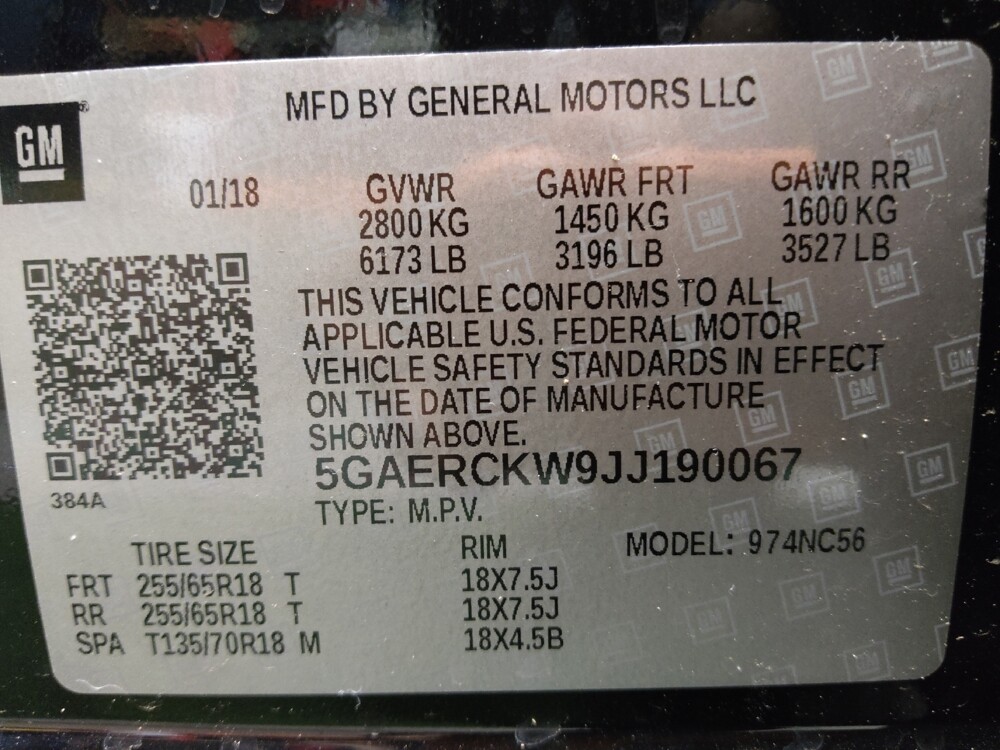 MFD BY GENERAL MOTORS LLC
GM®
01/18 GVWR GAWR FRT GAWR RR
2800 KG 1450 KG 1600 KG
6173 LB 3196 LB 3527 LB
THIS VEHICLE CONFORMS TO ALL
APPLICABLE U.S. FEDERAL MOTOR
VEHICLE SAFETY STANDARDS IN EFFECT
ON THE DATE OF MANUFACTURE
SHOWN ABOVE.
5GAERCKW9JJ190067
384A
TYPE: M.P.V.
TIRE SIZE RIM MODEL: 974NC56
FRT 255/65R18 T 18X7.5J
RR 255/65R18 T 18X7.5J
SPA T135/70R18 M 18X4.5B